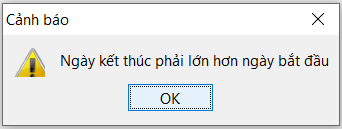 Cảnh báo
Ngày kết thúc phải lớn hơn ngày bắt đầu
OK